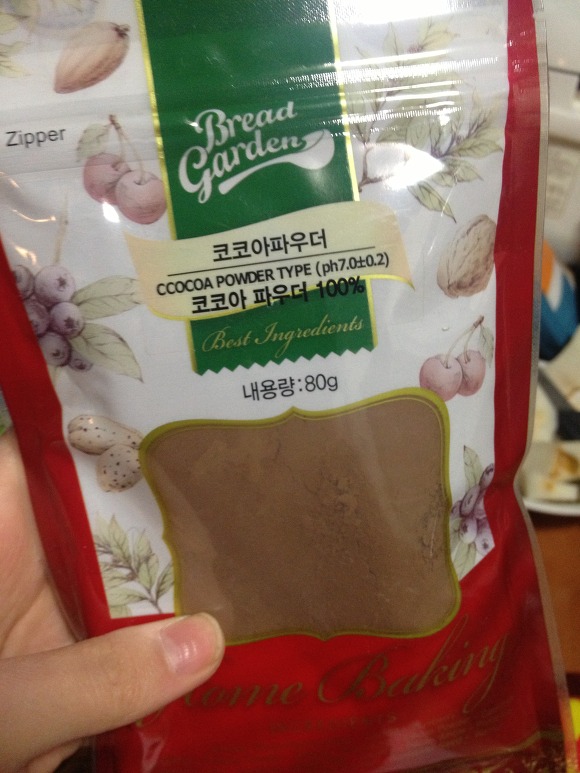 Zipper
Bread
Garden
코코아파우더
CCOCOA POWDER TYPE (ph7.0±0.2)
코코아 파우더 100%
Best Ingredients
내용량:80g
Home Baking